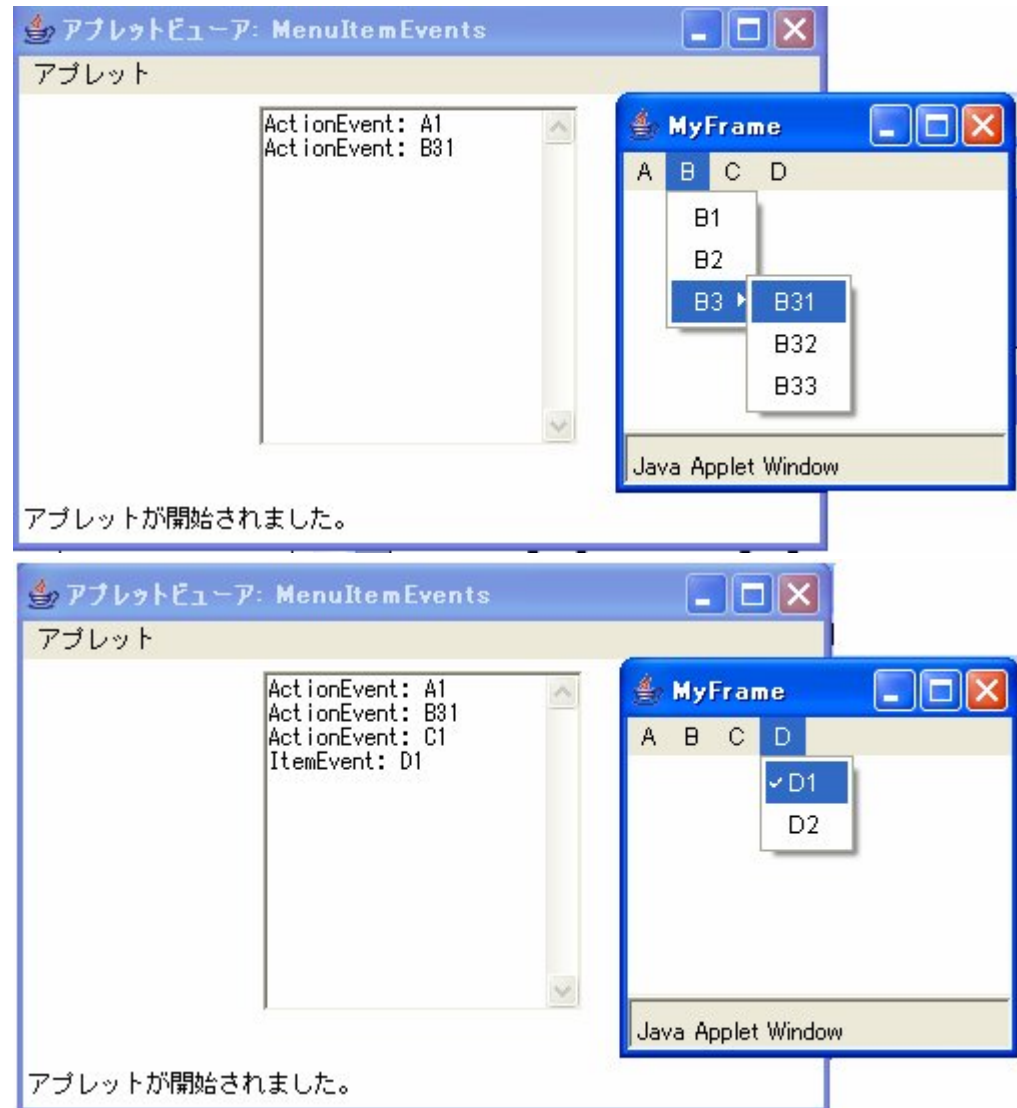 アプレットビューア: MenuItemEvents
アプレット
ActionEvent: A1
ActionEvent: B31
MyFrame
A B C D
B1
B2
B3 B31
B32
B33
Java Applet Window
アプレットが開始されました。
アプレットビューア: MenuItemEvents
アプレット
ActionEvent: A1
ActionEvent: B31
ActionEvent: C1
ItemEvent: D1
MyFrame
A B C D
D1
D2
Java Applet Window
アプレットが開始されました。